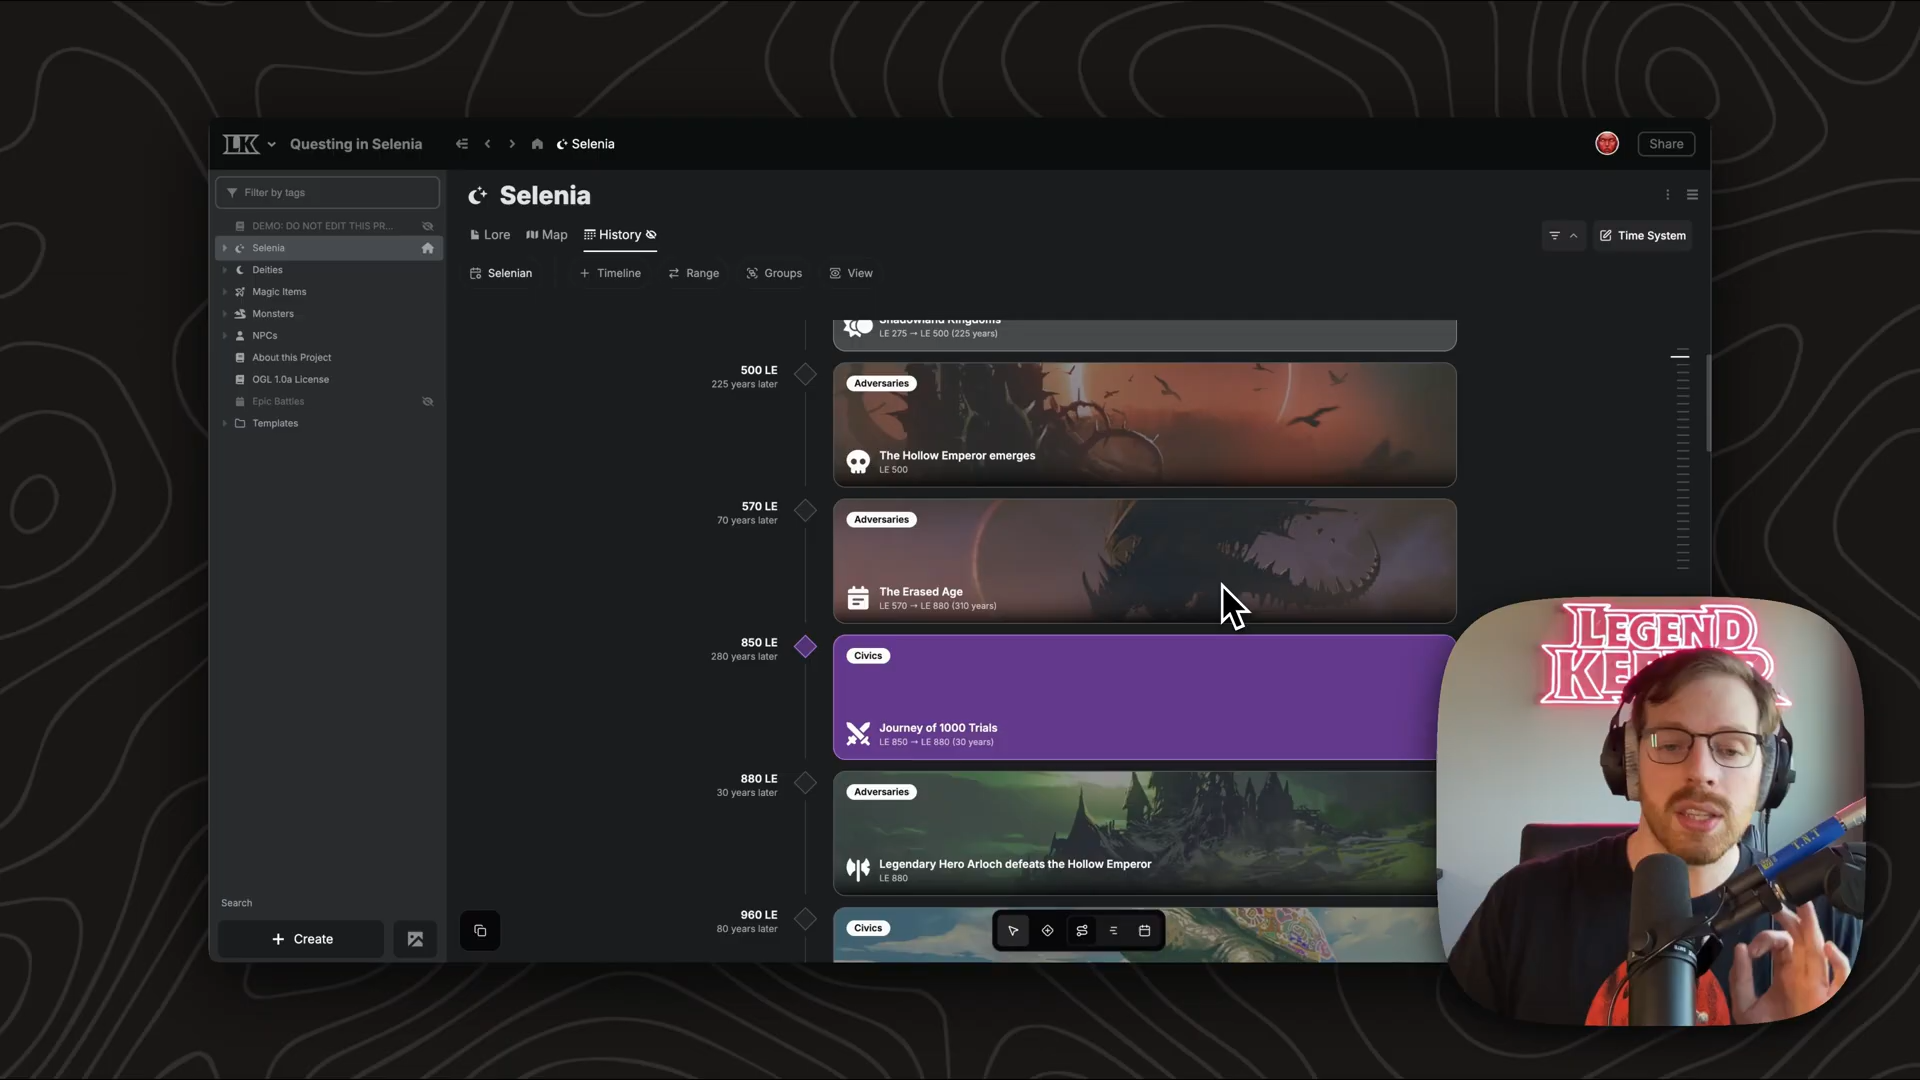 LK
Questing in Selenia
Selenia
Share
Filter by tags
DEMO: DO NOT EDIT THIS PR...
Selenia
Deities
Magic Items
Monsters
NPCs
About this Project
OGL 1.0a License
Epic Battles
Templates
Search
Create
Selenia
Lore
Map
History
Time System
Selenian
Timeline
Range
Groups
View
Shadowland Kingdoms
LE 275 → LE 500 (225 years)
500 LE
225 years later
Adversaries
The Hollow Emperor emerges
LE 500
570 LE
70 years later
Adversaries
The Erased Age
LE 570 → LE 880 (310 years)
850 LE
280 years later
Civics
Journey of 1000 Trials
LE 850 → LE 880 (30 years)
880 LE
30 years later
Adversaries
Legendary Hero Arloch defeats the Hollow Emperor
LE 880
960 LE
80 years later
Civics
LEGEND
T.N.T